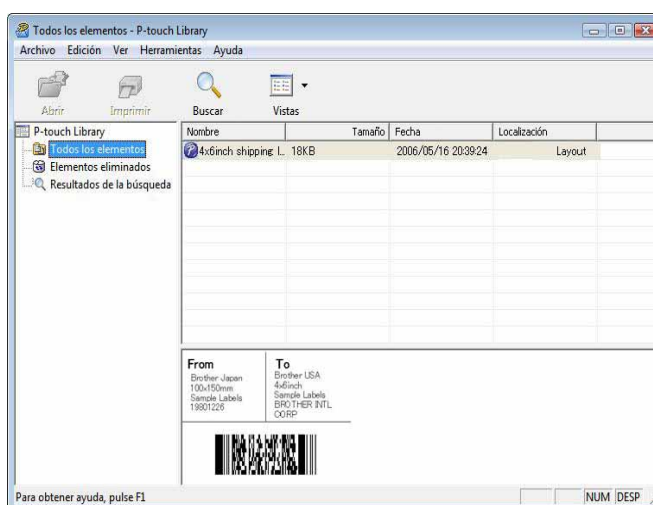 Todos los elementos - P-touch Library
Archivo Edición Ver Herramientas Ayuda
Abrir Imprimir Buscar Vistas
P-touch Library
Todos los elementos
Elementos eliminados
Resultados de la búsqueda
Nombre Tamaño Fecha Localización
4x6inch shipping l... 18KB 2006/05/16 20:39:24 Layout
From
Brother Japan
100x150mm
Sample Labels
19801226
To
Brother USA
4x6inch
Sample Labels
BROTHER INTL
CORP
Para obtener ayuda, pulse F1
NUM DESP